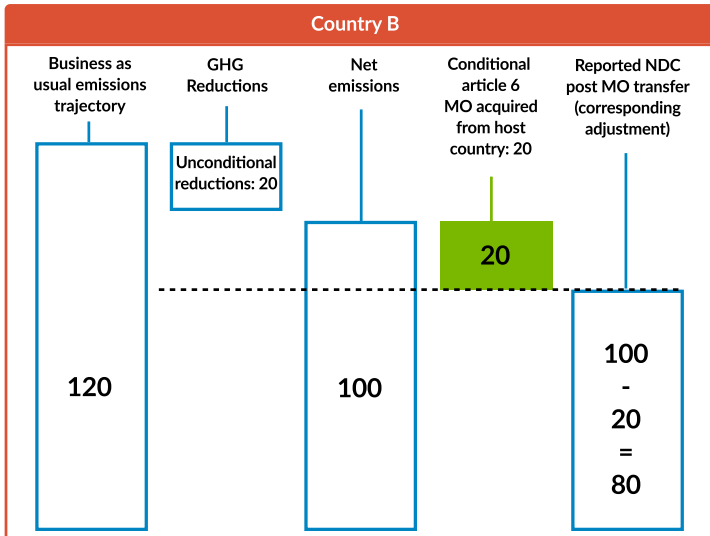 Country B
Business as
usual emissions
trajectory
GHG
Reductions
Net
emissions
Conditional
article 6
MO acquired
from host
country: 20
Reported NDC
post MO transfer
(corresponding
adjustment)
Unconditional
reductions: 20
20
120
100
100
-
20
=
80